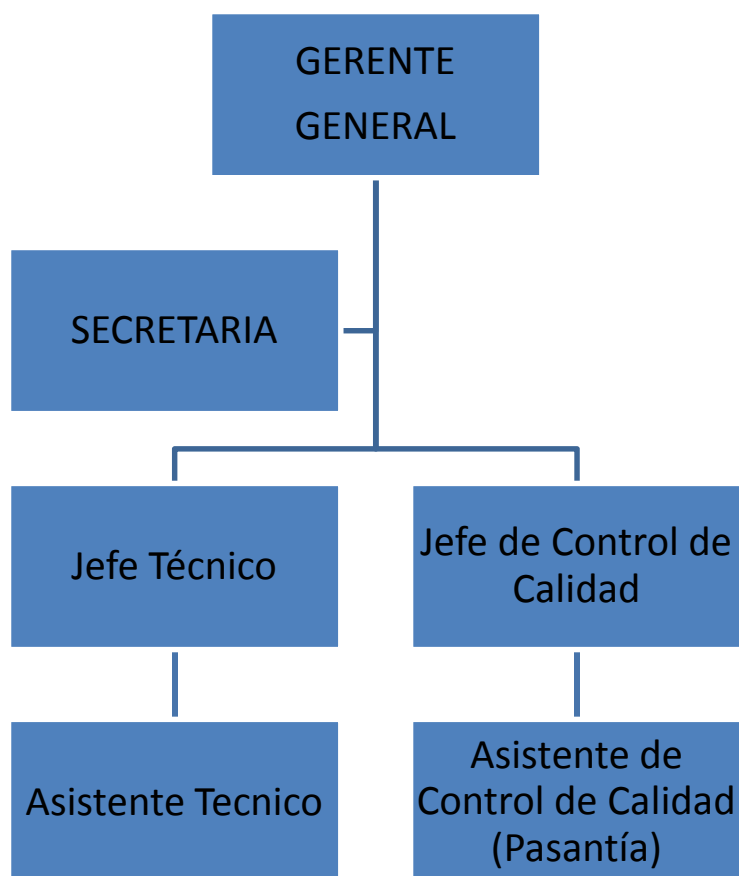 GERENTE
GENERAL
SECRETARIA
Jefe Técnico
Jefe de Control de
Calidad
Asistente Tecnico
Asistente de
Control de Calidad
(Pasantía)